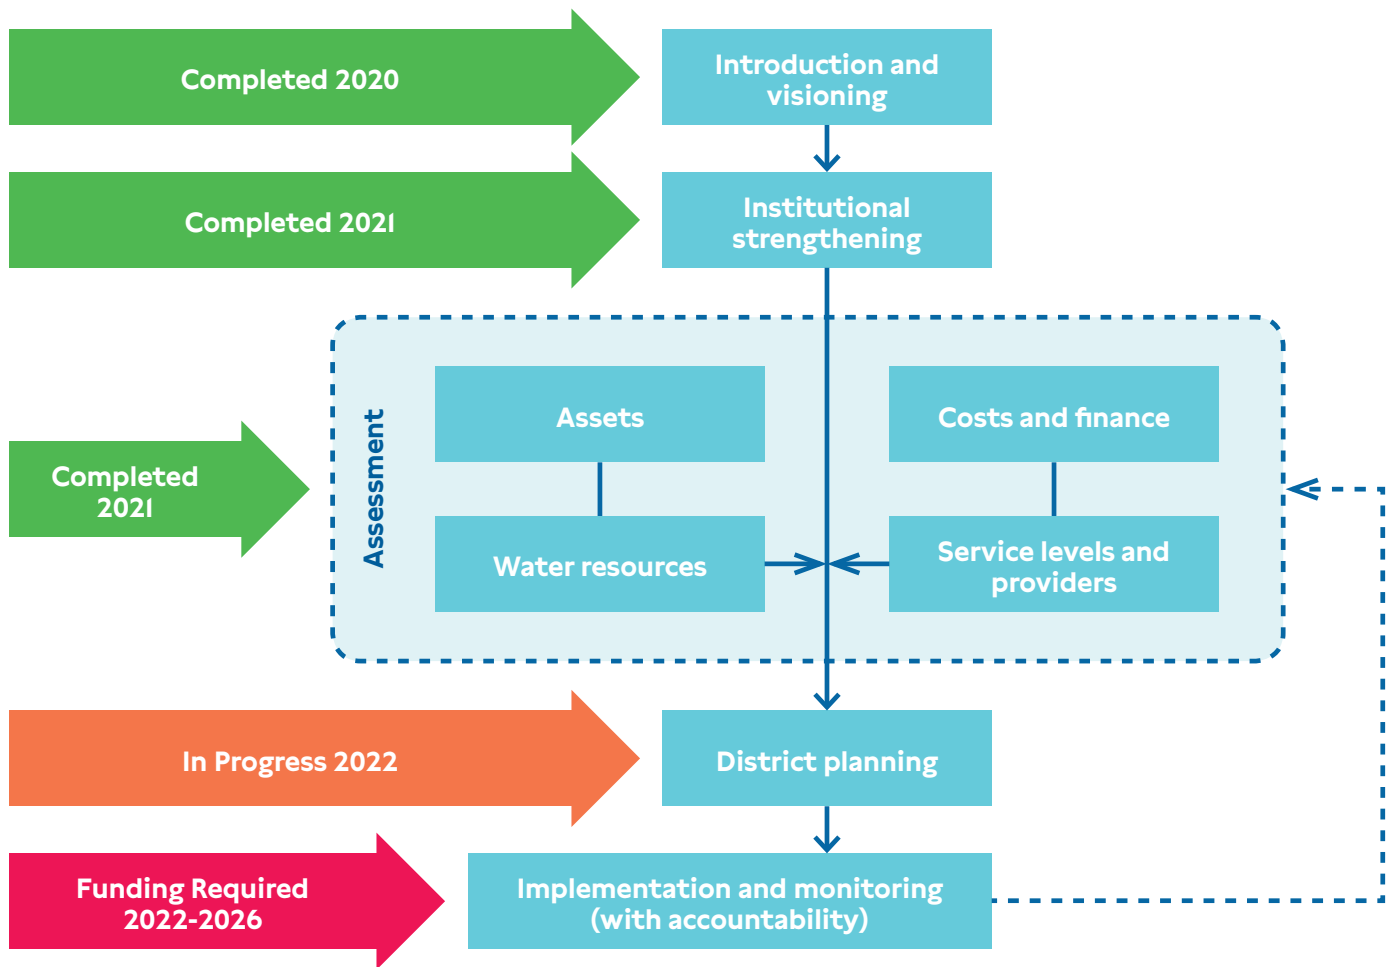 Completed 2020
Introduction and
visioning
Completed 2021
Institutional
strengthening
Completed
2021
Assessment
Assets
Costs and finance
Water resources
Service levels and
providers
In Progress 2022
District planning
Funding Required
2022-2026
Implementation and monitoring
(with accountability)